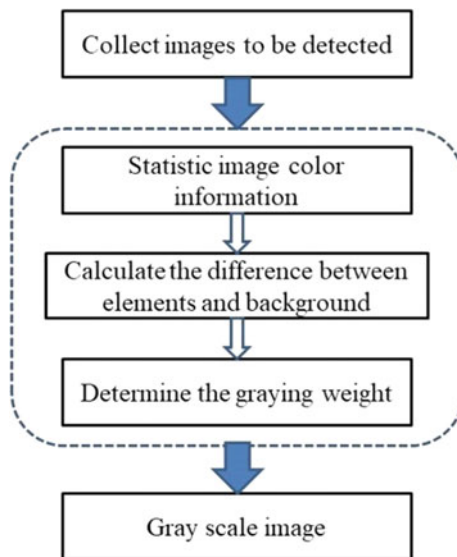 Collect images to be detected
Statistic image color
information
Calculate the difference between
elements and background
Determine the graying weight
Gray scale image